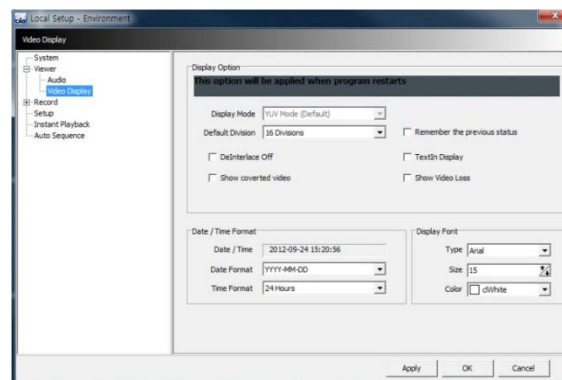 Local Setup - Environment
Video Display
System
Viewer
Audio
Video Display
Record
Setup
Instant Playback
Auto Sequence
Display Option
This option will be applied when program restarts
Display Mode YUV Mode (Default)
Default Division 16 Divisions Remember the previous status
DeInterlace Off TextIn Display
Show coverted video Show Video Loss
Date / Time Format
Date / Time 2012-09-24 15:20:56
Date Format YYYY-MM-DD
Time Format 24 Hours
Display Font
Type Arial
Size 15
Color clWhite
Apply OK Cancel